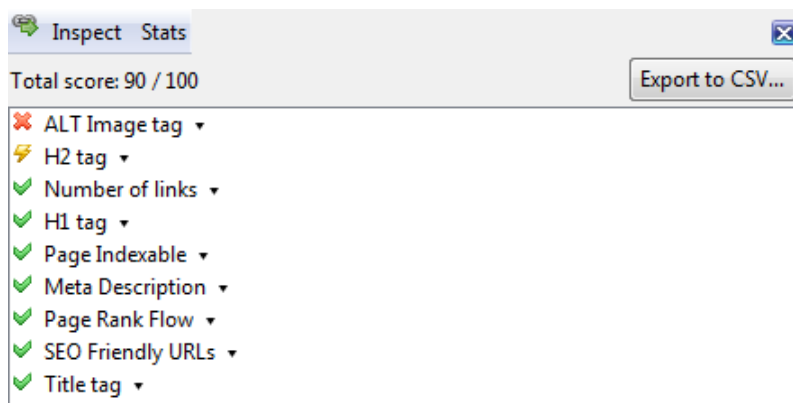 Inspect Stats
Total score: 90 / 100
Export to CSV...
ALT Image tag
H2 tag
Number of links
H1 tag
Page Indexable
Meta Description
Page Rank Flow
SEO Friendly URLs
Title tag